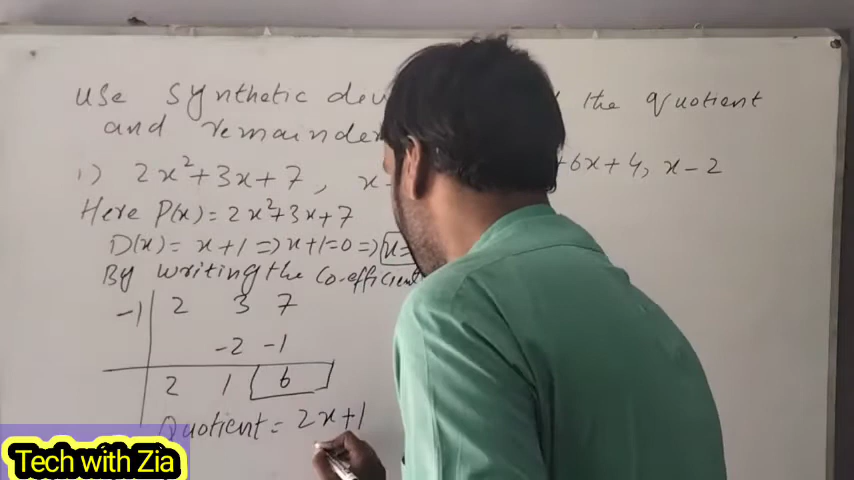 use synthetic dev the quotient
and remainder
1) 2x²+3x+7, x- +6x+4, x-2
Here P(x) = 2x²+3x+7
D(x) = x+1 => x+1=0 => x=
By writing the co-efficient
-1 2 3 7
-2 -1
2 1 6
Quotient = 2x+1
Tech with Zia